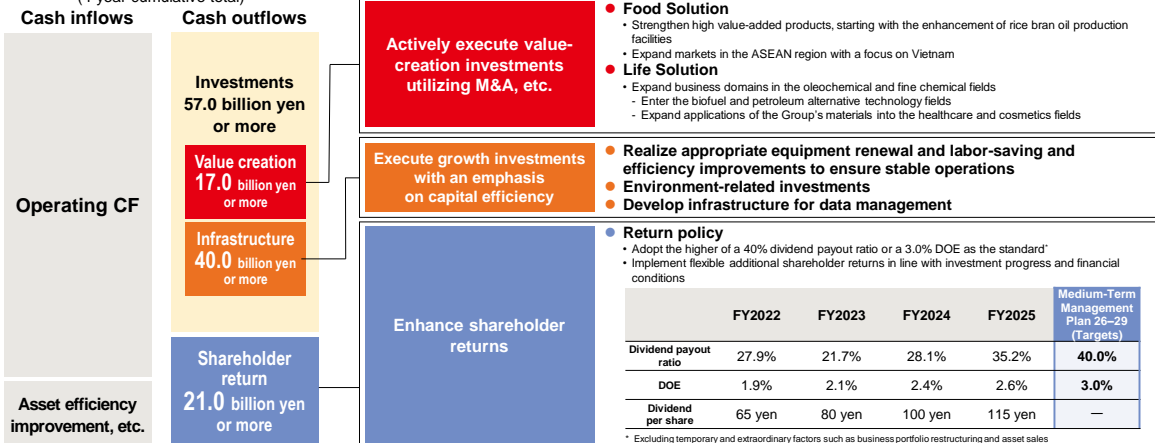 (4-year cumulative total)
Cash inflows
Cash outflows
Operating CF
Asset efficiency
improvement, etc.
Investments
57.0 billion yen
or more
Value creation
17.0 billion yen
or more
Infrastructure
40.0 billion yen
or more
Shareholder
return
21.0 billion yen
or more
Actively execute value-
creation investments
utilizing M&A, etc.
● Food Solution
• Strengthen high value-added products, starting with the enhancement of rice bran oil production
facilities
• Expand markets in the ASEAN region with a focus on Vietnam
● Life Solution
• Expand business domains in the oleochemical and fine chemical fields
- Enter the biofuel and petroleum alternative technology fields
- Expand applications of the Group's materials into the healthcare and cosmetics fields
Execute growth investments
with an emphasis
on capital efficiency
● Realize appropriate equipment renewal and labor-saving and
efficiency improvements to ensure stable operations
● Environment-related investments
● Develop infrastructure for data management
Enhance shareholder
returns
● Return policy
• Adopt the higher of a 40% dividend payout ratio or a 3.0% DOE as the standard*
• Implement flexible additional shareholder returns in line with investment progress and financial
conditions
FY2022 FY2023 FY2024 FY2025
Medium-Term
Management
Plan 26–29
(Targets)
Dividend payout
ratio
27.9% 21.7% 28.1% 35.2% 40.0%
DOE 1.9% 2.1% 2.4% 2.6% 3.0%
Dividend
per share
65 yen 80 yen 100 yen 115 yen —
* Excluding temporary and extraordinary factors such as business portfolio restructuring and asset sales